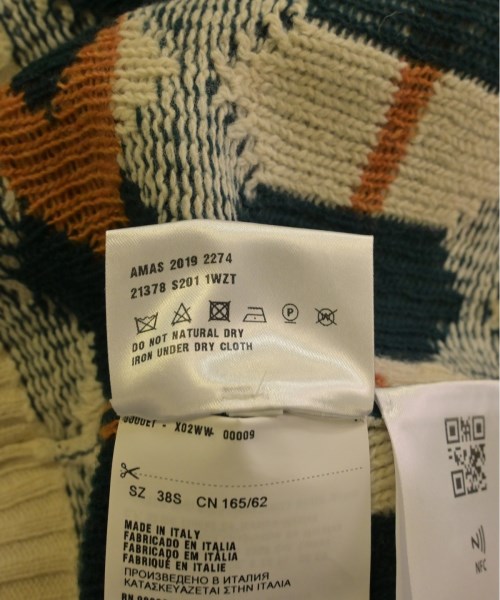 AMAS 2019 2274
21378 S201 1WZT
P W
DO NOT NATURAL DRY
IRON UNDER DRY CLOTH
X02WW- 00009
SZ 38S CN 165/62
MADE IN ITALY
FABRICADO EN ITALIA
FABRICADO EM ITÁLIA
FABRIQUÉ EN ITALIE
ПРОИЗВЕДЕНО В ИТАЛИЯ
ΚΑΤΑΣΚΕΥΑΖΕΤΑΙ ΣΤΗΝ ΙΤΑΛΙΑ
RN
NFC